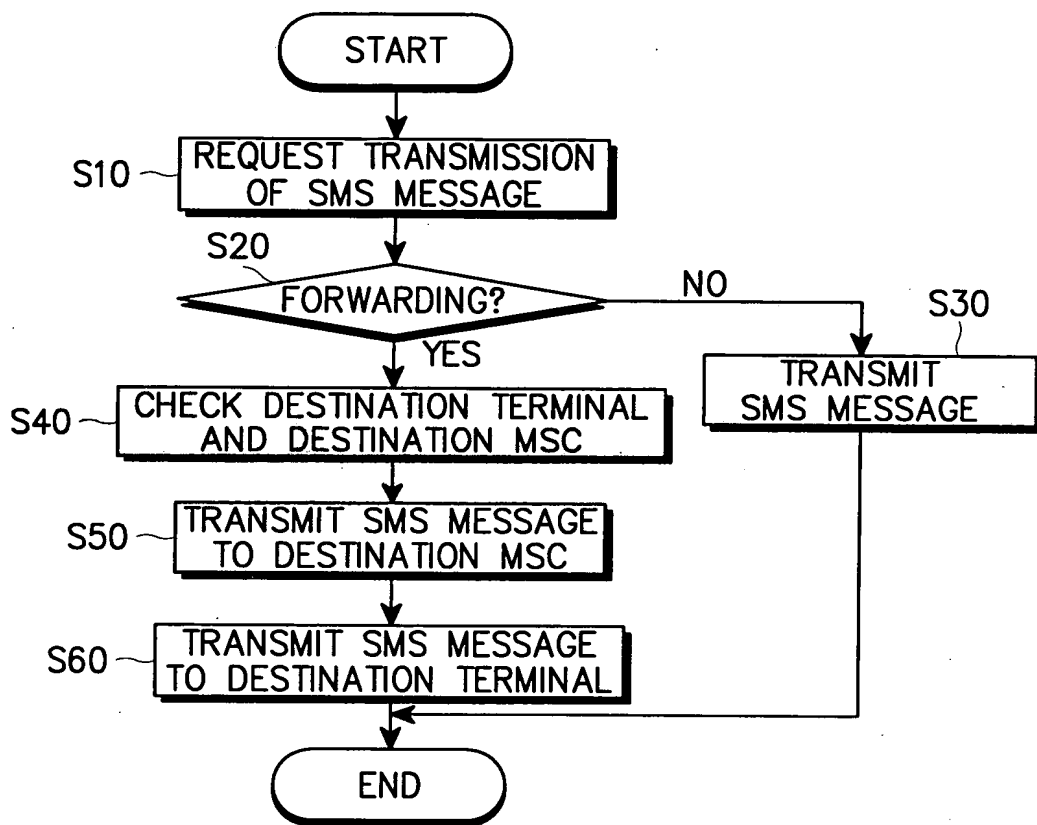 START
S10
REQUEST TRANSMISSION
OF SMS MESSAGE
S20
FORWARDING?
NO
YES
S30
TRANSMIT
SMS MESSAGE
S40
CHECK DESTINATION TERMINAL
AND DESTINATION MSC
S50
TRANSMIT SMS MESSAGE
TO DESTINATION MSC
S60
TRANSMIT SMS MESSAGE
TO DESTINATION TERMINAL
END